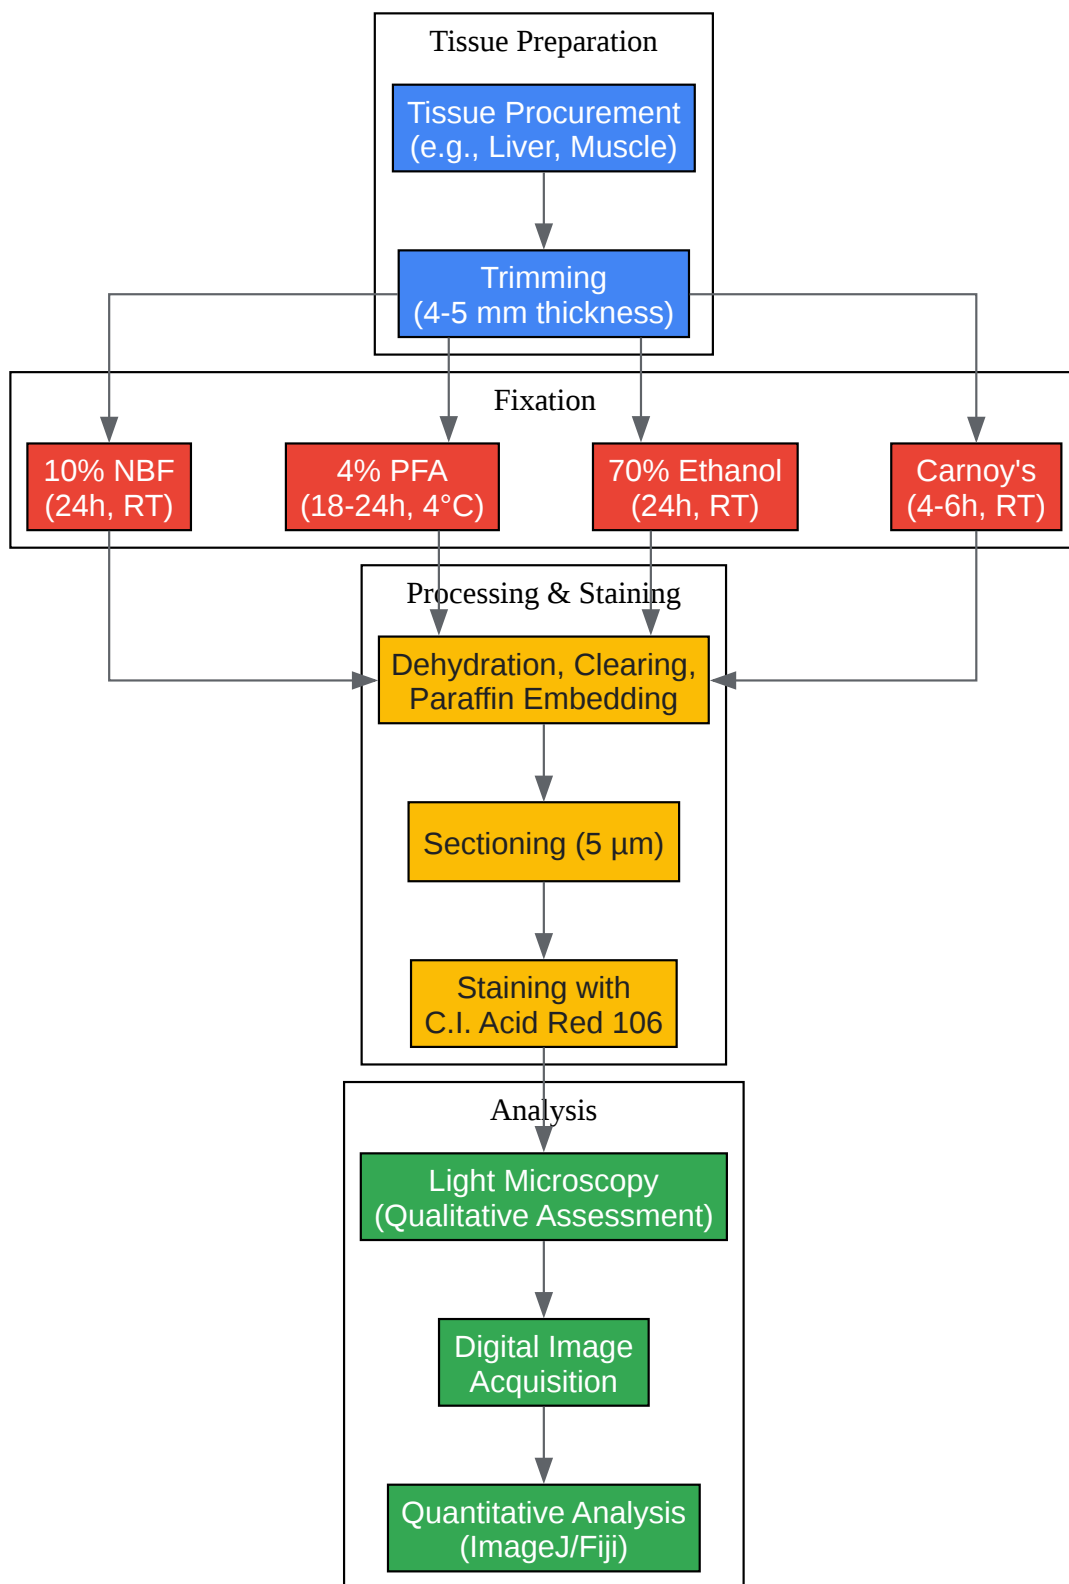 Tissue Preparation
Tissue Procurement
(e.g., Liver, Muscle)
Trimming
(4-5 mm thickness)
Fixation
10% NBF
(24h, RT)
4% PFA
(18-24h, 4°C)
70% Ethanol
(24h, RT)
Carnoy's
(4-6h, RT)
Processing & Staining
Dehydration, Clearing,
Paraffin Embedding
Sectioning (5 µm)
Staining with
C.I. Acid Red 106
Analysis
Light Microscopy
(Qualitative Assessment)
Digital Image
Acquisition
Quantitative Analysis
(ImageJ/Fiji)